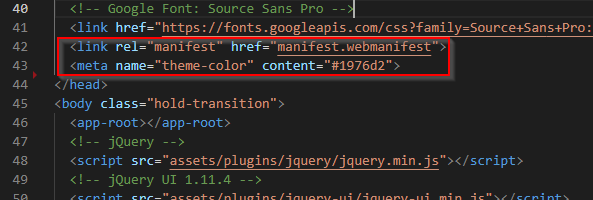 40 <!-- Google Font: Source Sans Pro -->
41 <link href="https://fonts.googleapis.com/css?family=Source+Sans+Pro:
42 <link rel="manifest" href="manifest.webmanifest">
43 <meta name="theme-color" content="#1976d2">
44 </head>
45 <body class="hold-transition">
46 <app-root></app-root>
47 <!-- jQuery -->
48 <script src="assets/plugins/jquery/jquery.min.js"></script>
49 <!-- jQuery UI 1.11.4 -->
50 <script src="assets/plugins/jquery-ui/jquery-ui.min.js"></script>